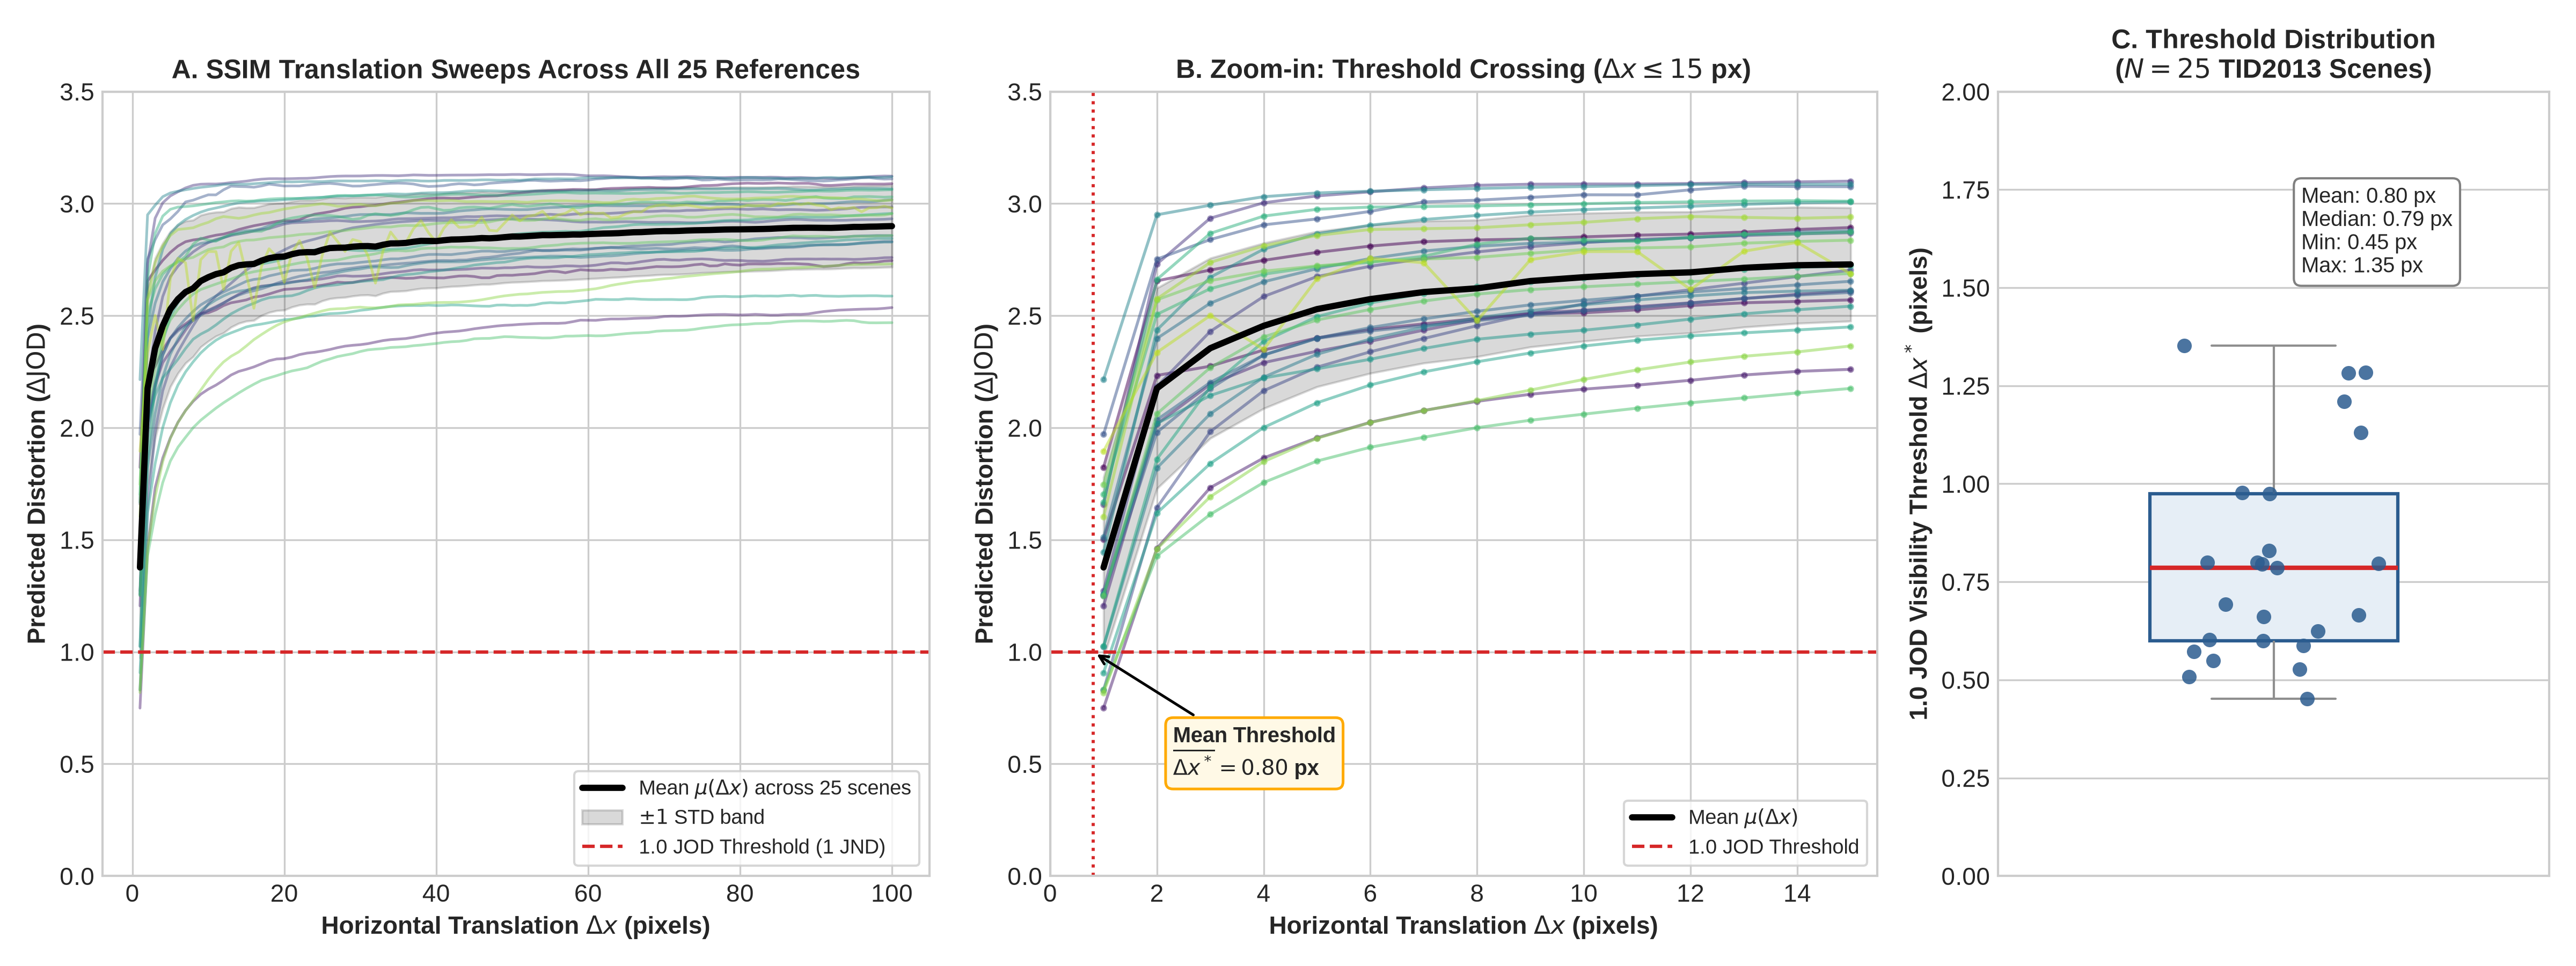 A. SSIM Translation Sweeps Across All 25 References
3.5
3.0
2.5
2.0
1.5
1.0
0.5
0.0
Predicted Distortion (ΔJOD)
0
20
40
60
80
100
Horizontal Translation Δx (pixels)
Mean μ(Δx) across 25 scenes
±1 STD band
1.0 JOD Threshold (1 JND)
B. Zoom-in: Threshold Crossing (Δx ≤ 15 px)
3.5
3.0
2.5
2.0
1.5
1.0
0.5
0.0
Predicted Distortion (ΔJOD)
0
2
4
6
8
10
12
14
Horizontal Translation Δx (pixels)
Mean Threshold
Δx* = 0.80 px
Mean μ(Δx)
1.0 JOD Threshold
C. Threshold Distribution
(N = 25 TID2013 Scenes)
2.00
1.75
1.50
1.25
1.00
0.75
0.50
0.25
0.00
1.0 JOD Visibility Threshold Δx* (pixels)
Mean: 0.80 px
Median: 0.79 px
Min: 0.45 px
Max: 1.35 px